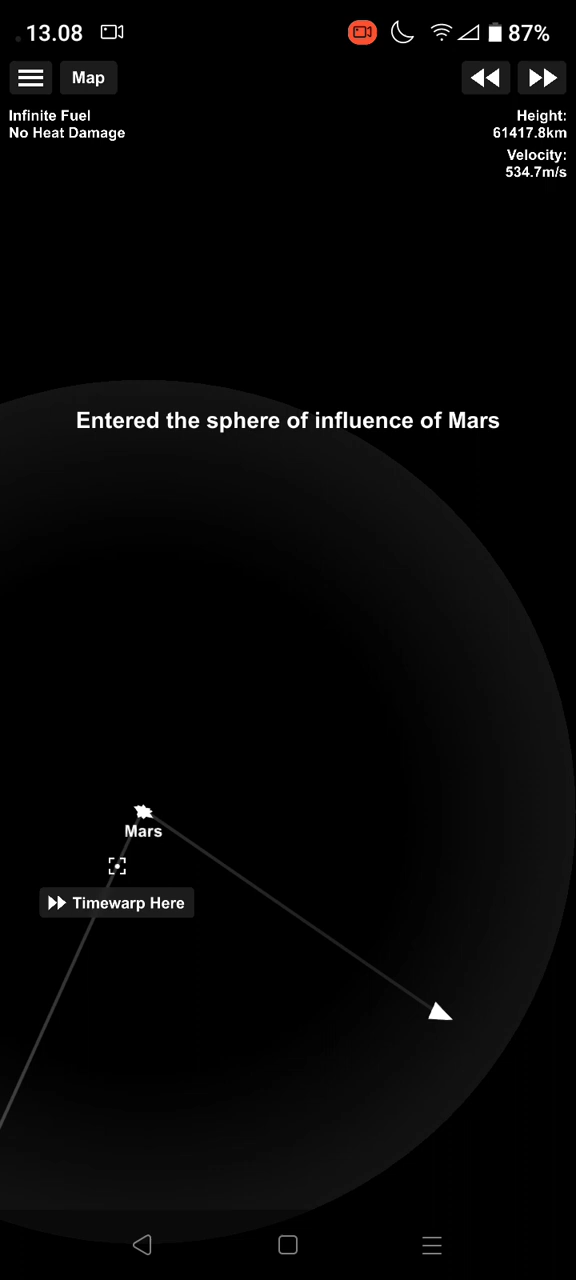 13.08
87%
Map
Infinite Fuel
No Heat Damage
Height:
61417.8km
Velocity:
534.7m/s
Entered the sphere of influence of Mars
Mars
Timewarp Here